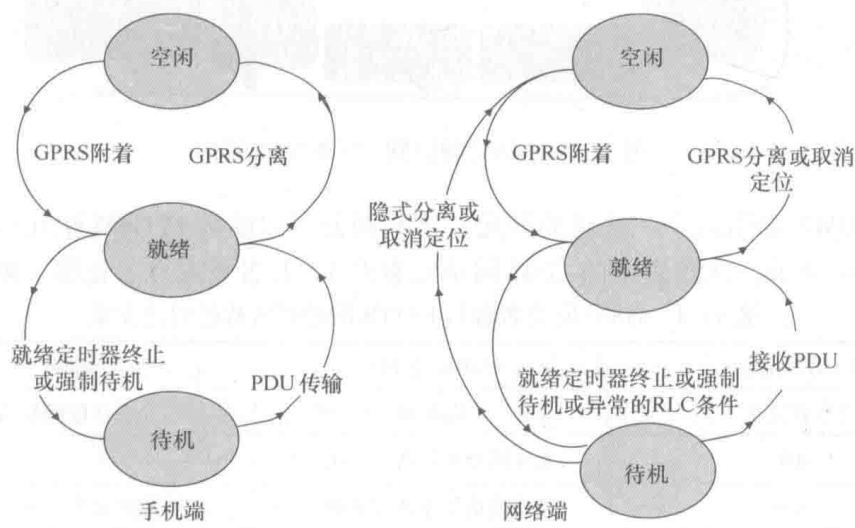 空闲
GPRS附着
GPRS分离
就绪
就绪定时器终止
或强制待机
PDU传输
待机
手机端
空闲
GPRS附着
GPRS分离或取消
定位
隐式分离或
取消定位
就绪
接收PDU
就绪定时器终止或强制
待机或异常的RLC条件
待机
网络端